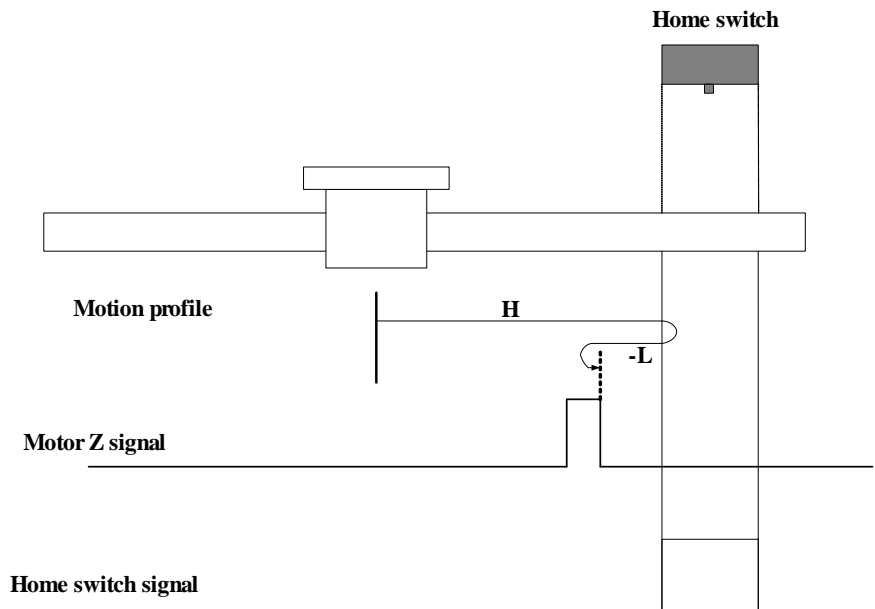 Home switch
Motion profile
H
-L
Motor Z signal
Home switch signal